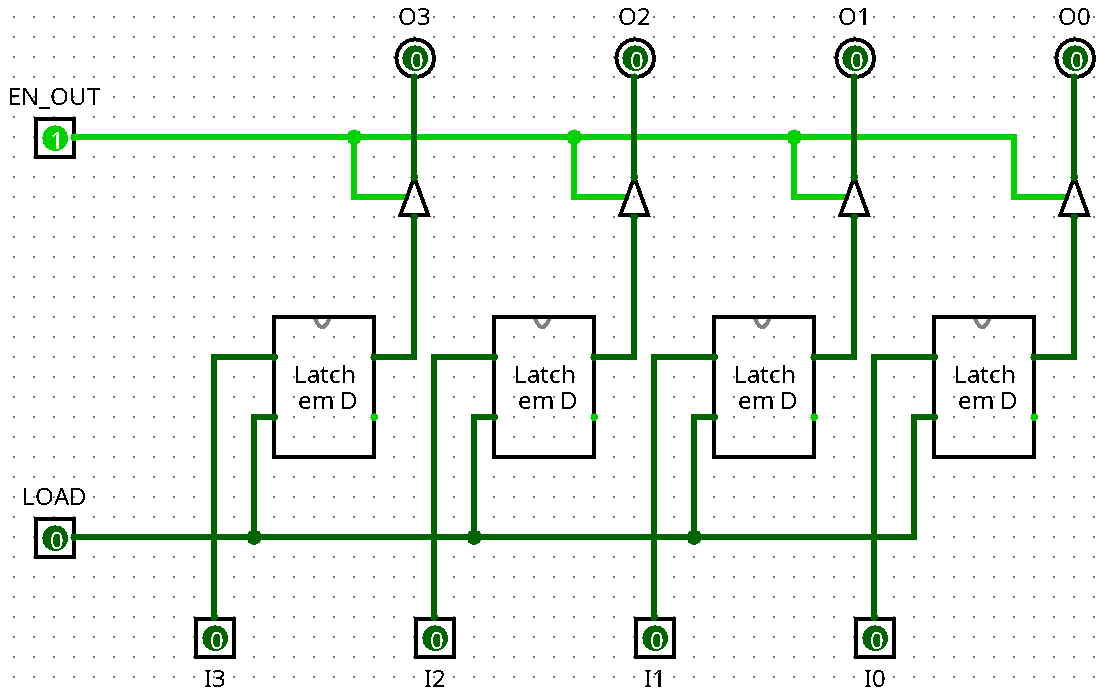 O3 O2 O1 O0
0 0 0 0
EN_OUT
1
Latch
em D
Latch
em D
Latch
em D
Latch
em D
LOAD
0
0 0 0 0
I3 I2 I1 I0